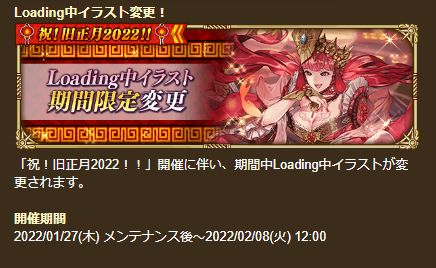 Loading中イラスト変更！
祝！旧正月2022！！
Loading中イラスト
期間限定変更
「祝！旧正月2022！！」開催に伴い、期間中Loading中イラストが変
更されます。
開催期間
2022/01/27(木) メンテナンス後～2022/02/08(火) 12:00